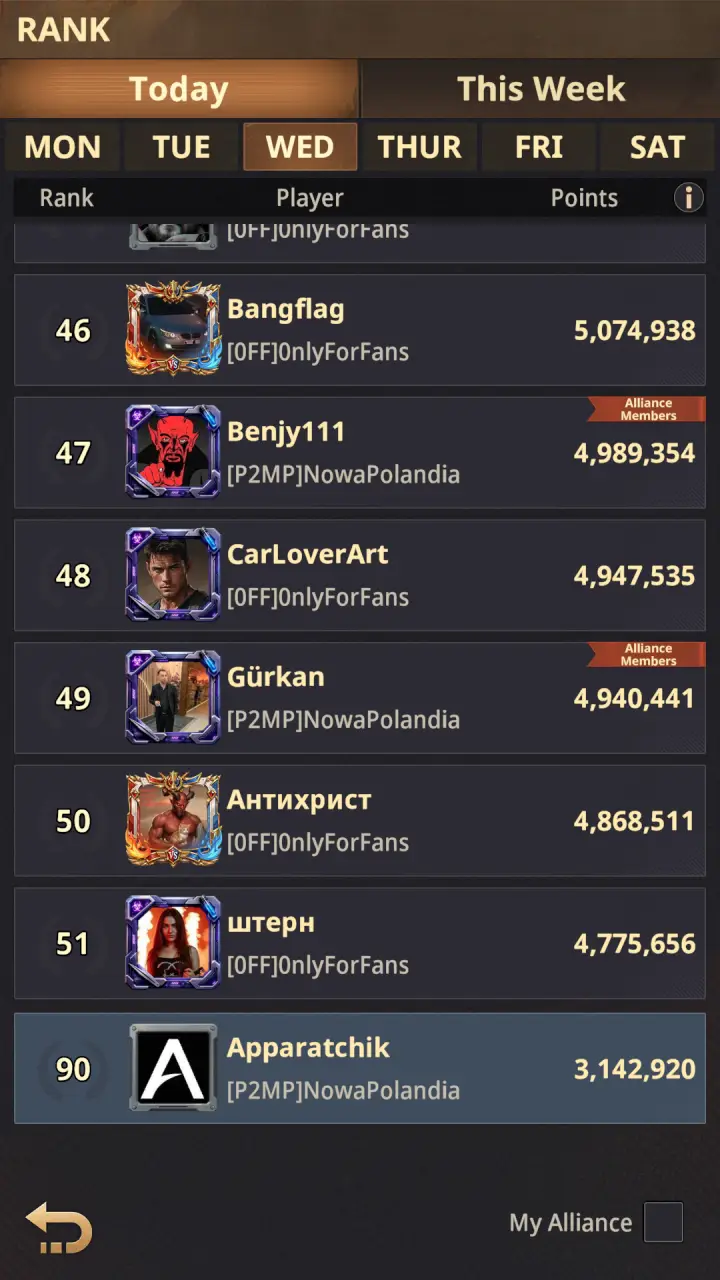 RANK
Today
This Week
MON
TUE
WED
THUR
FRI
SAT
Rank
Player
Points
[0FF]0nlyForFans
46
Bangflag
[0FF]0nlyForFans
5,074,938
Alliance
Members
47
Benjy111
[P2MP]NowaPolandia
4,989,354
48
CarLoverArt
[0FF]0nlyForFans
4,947,535
Alliance
Members
49
Gürkan
[P2MP]NowaPolandia
4,940,441
50
Антихрист
[0FF]0nlyForFans
4,868,511
51
штерн
[0FF]0nlyForFans
4,775,656
90
Apparatchik
[P2MP]NowaPolandia
3,142,920
My Alliance